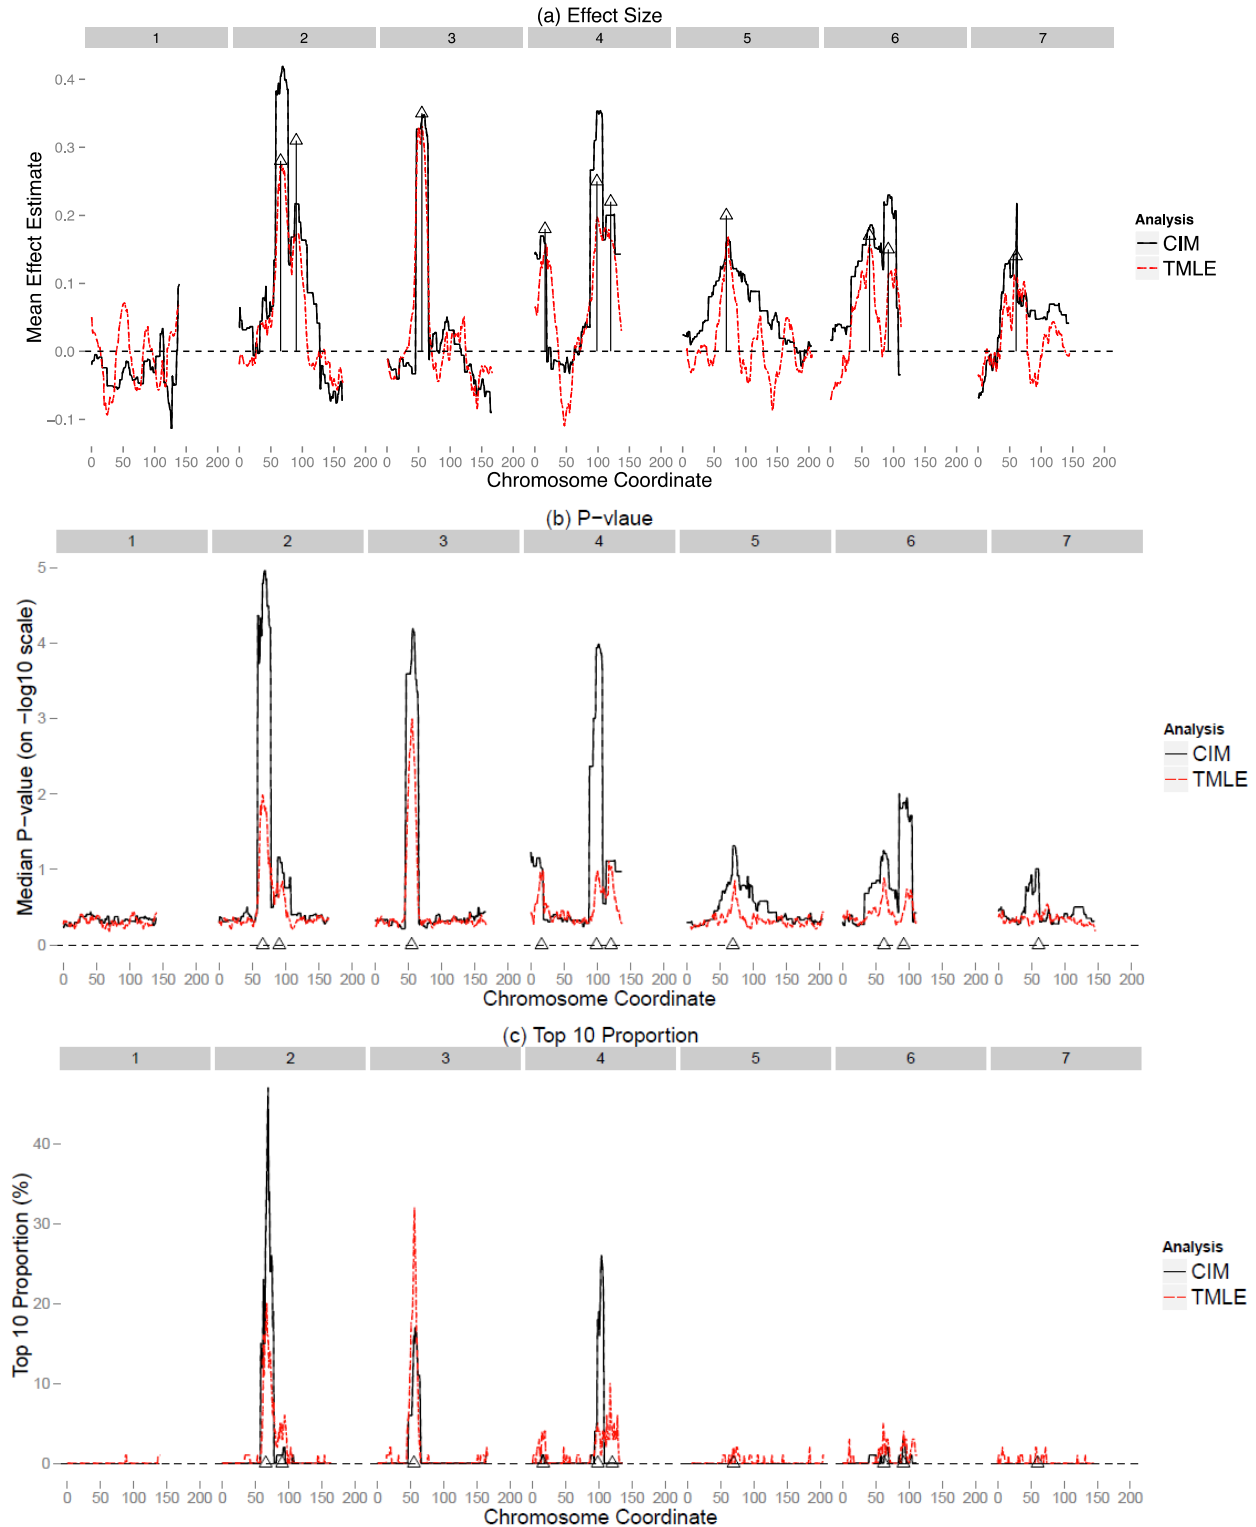 (a) Effect Size
1 2 3 4 5 6 7
Mean Effect Estimate
0.4
0.3
0.2
0.1
0.0
−0.1
0 50 100 150 200 0 50 100 150 200 0 50 100 150 200 0 50 100 150 200 0 50 100 150 200 0 50 100 150 200 0 50 100 150 200
Chromosome Coordinate
Analysis
CIM
TMLE
(b) P−vlaue
1 2 3 4 5 6 7
Median P−value (on −log10 scale)
5
4
3
2
1
0
0 50 100 150 200 0 50 100 150 200 0 50 100 150 200 0 50 100 150 200 0 50 100 150 200 0 50 100 150 200 0 50 100 150 200
Chromosome Coordinate
Analysis
CIM
TMLE
(c) Top 10 Proportion
1 2 3 4 5 6 7
Top 10 Proportion (%)
40
30
20
10
0
0 50 100 150 200 0 50 100 150 200 0 50 100 150 200 0 50 100 150 200 0 50 100 150 200 0 50 100 150 200 0 50 100 150 200
Chromosome Coordinate
Analysis
CIM
TMLE